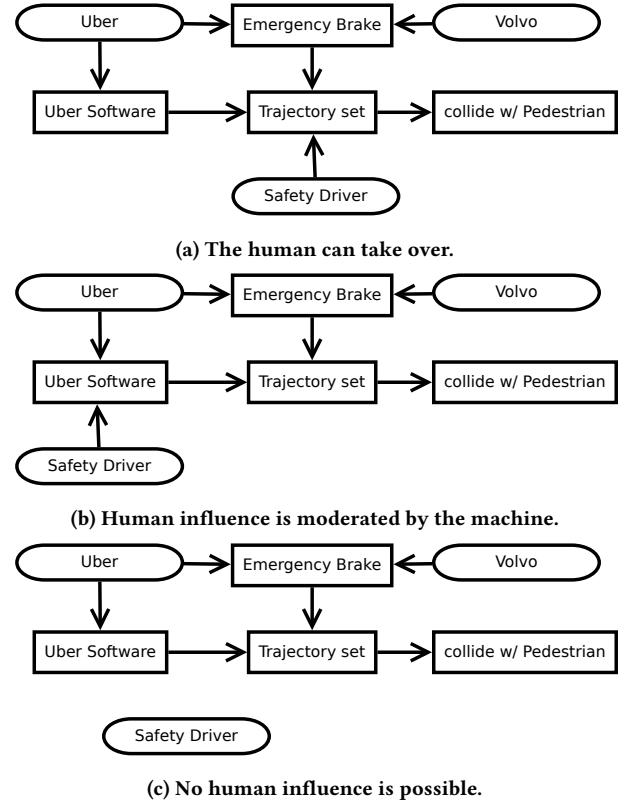 Uber
Emergency Brake
Volvo
Uber Software
Trajectory set
collide w/ Pedestrian
Safety Driver
(a) The human can take over.
Uber
Emergency Brake
Volvo
Uber Software
Trajectory set
collide w/ Pedestrian
Safety Driver
(b) Human influence is moderated by the machine.
Uber
Emergency Brake
Volvo
Uber Software
Trajectory set
collide w/ Pedestrian
Safety Driver
(c) No human influence is possible.